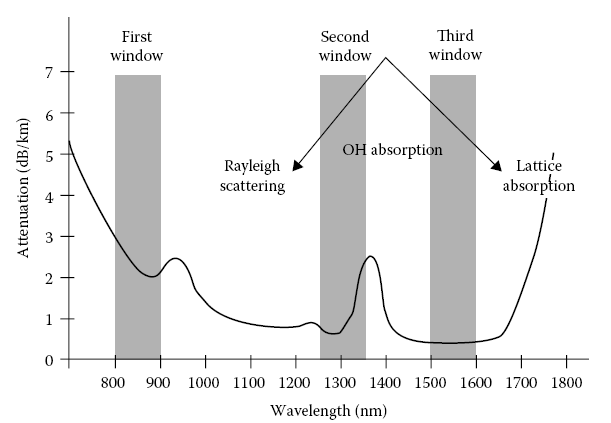 First
window
Second
window
Third
window
7
6
5
4
3
2
1
0
Attenuation (dB/km)
OH absorption
Rayleigh
scattering
Lattice
absorption
800 900 1000 1100 1200 1300 1400 1500 1600 1700 1800
Wavelength (nm)